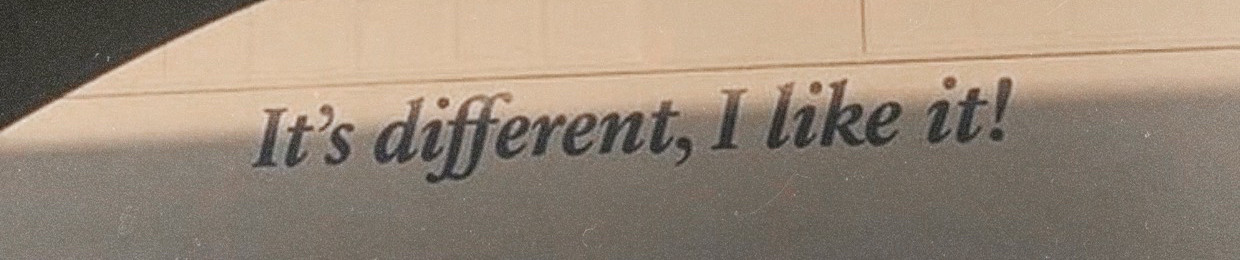 It's different, I like it!